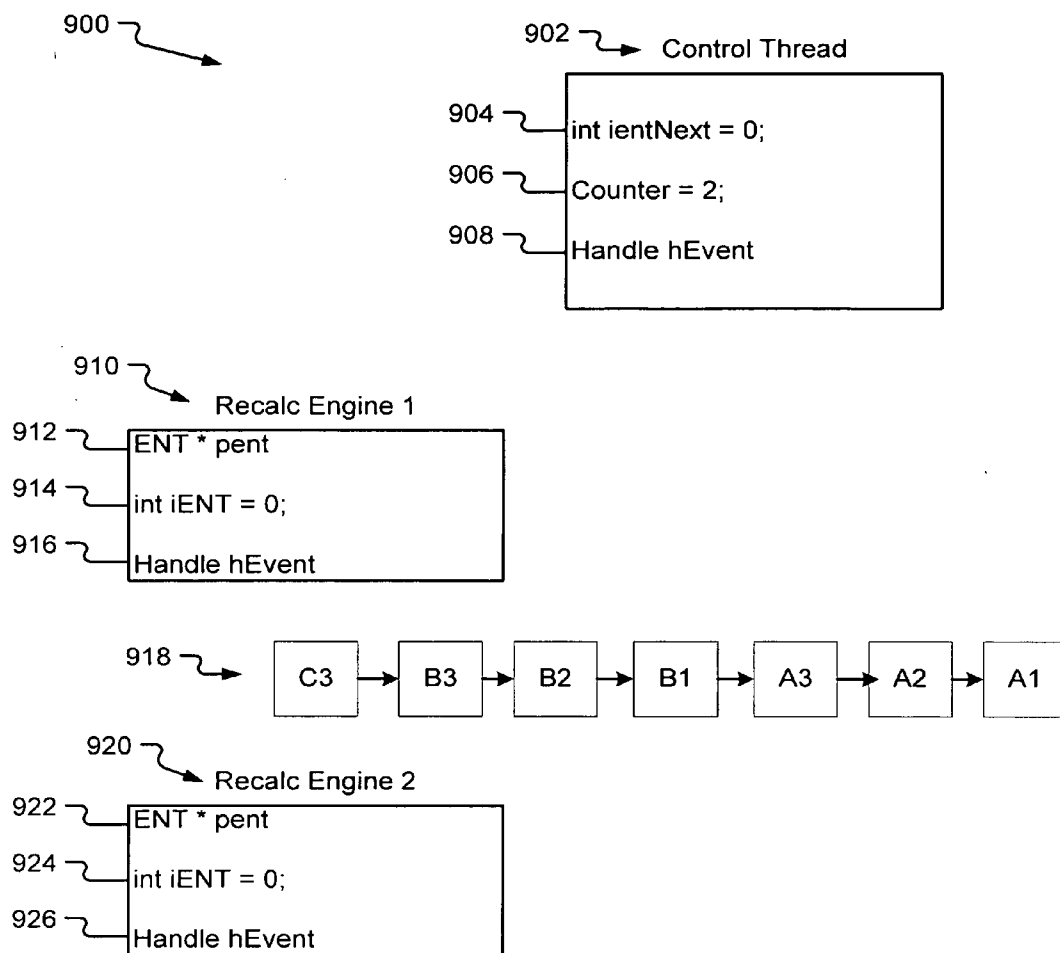 900
902
Control Thread
904
int ientNext = 0;
906
Counter = 2;
908
Handle hEvent
910
Recalc Engine 1
912
ENT * pent
914
int iENT = 0;
916
Handle hEvent
918
C3 B3 B2 B1 A3 A2 A1
920
Recalc Engine 2
922
ENT * pent
924
int iENT = 0;
926
Handle hEvent